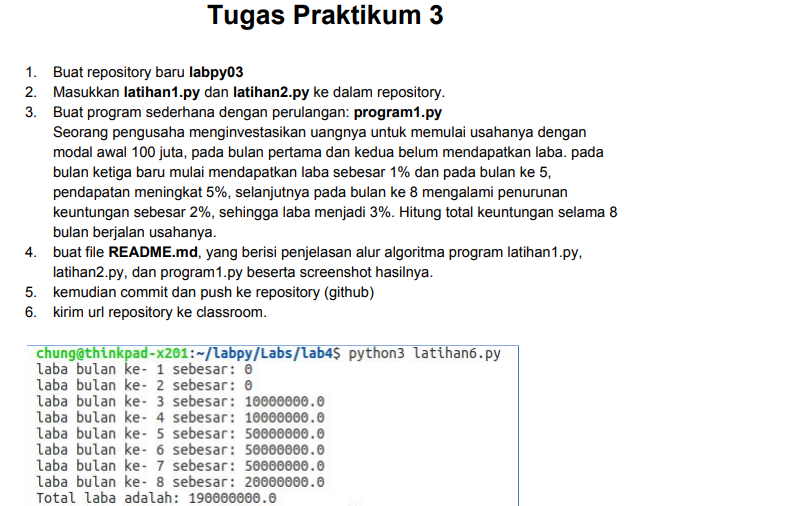 Tugas Praktikum 3
1. Buat repository baru labpy03
2. Masukkan latihan1.py dan latihan2.py ke dalam repository.
3. Buat program sederhana dengan perulangan: program1.py
Seorang pengusaha menginvestasikan uangnya untuk memulai usahanya dengan
modal awal 100 juta, pada bulan pertama dan kedua belum mendapatkan laba. pada
bulan ketiga baru mulai mendapatkan laba sebesar 1% dan pada bulan ke 5,
pendapatan meningkat 5%, selanjutnya pada bulan ke 8 mengalami penurunan
keuntungan sebesar 2%, sehingga laba menjadi 3%. Hitung total keuntungan selama 8
bulan berjalan usahanya.
4. buat file README.md, yang berisi penjelasan alur algoritma program latihan1.py,
latihan2.py, dan program1.py beserta screenshot hasilnya.
5. kemudian commit dan push ke repository (github)
6. kirim url repository ke classroom.
chung@thinkpad-x201:~/labpy/Labs/lab4$ python3 latihan6.py
laba bulan ke- 1 sebesar: 0
laba bulan ke- 2 sebesar: 0
laba bulan ke- 3 sebesar: 10000000.0
laba bulan ke- 4 sebesar: 10000000.0
laba bulan ke- 5 sebesar: 50000000.0
laba bulan ke- 6 sebesar: 50000000.0
laba bulan ke- 7 sebesar: 50000000.0
laba bulan ke- 8 sebesar: 20000000.0
Total laba adalah: 190000000.0